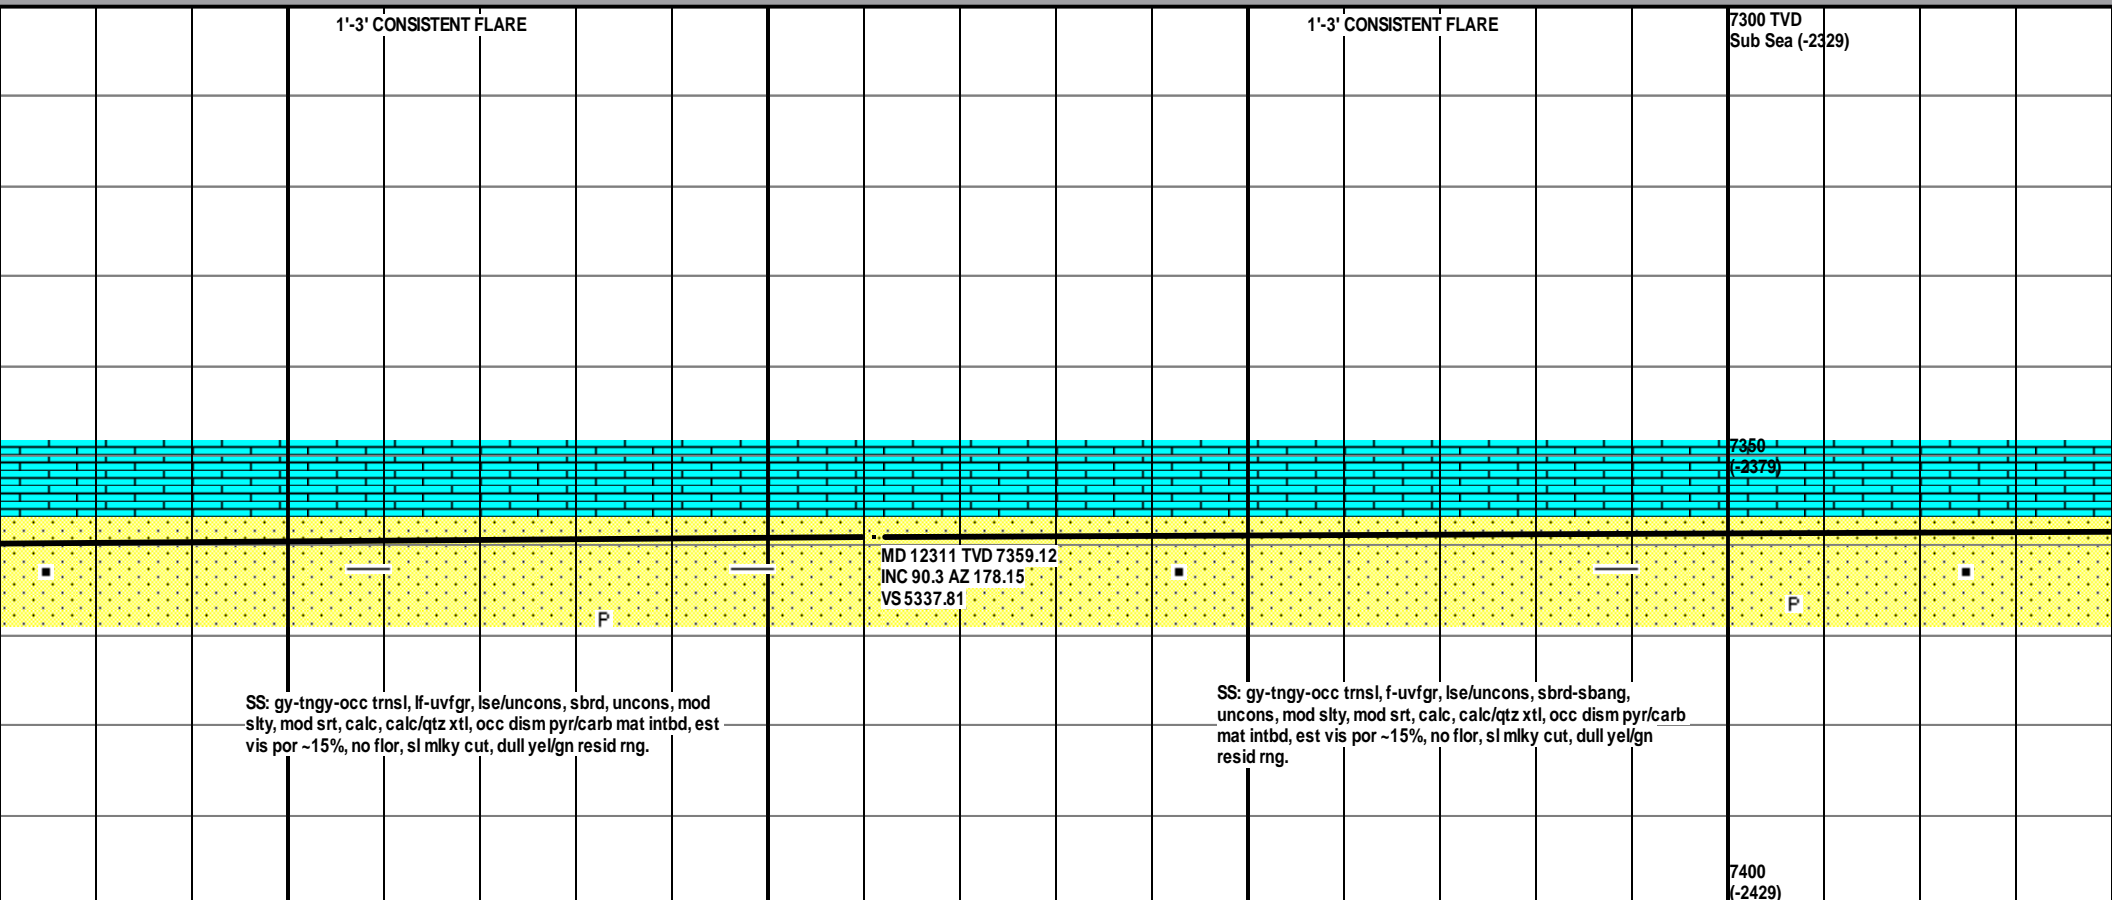 1'-3' CONSISTENT FLARE
1'-3' CONSISTENT FLARE
7300 TVD
Sub Sea (-2329)
7350
(-2379)
MD 12311 TVD 7359.12
INC 90.3 AZ 178.15
VS 5337.81
P
P
SS: gy-tngy-occ trnsl, lf-uvfgr, lse/uncons, sbrd, uncons, mod
slty, mod srt, calc, calc/qtz xtl, occ dism pyr/carb mat intbd, est
vis por ~15%, no flor, sl mlky cut, dull yel/gn resid rng.
SS: gy-tngy-occ trnsl, f-uvfgr, lse/uncons, sbrd-sbang,
uncons, mod slty, mod srt, calc, calc/qtz xtl, occ dism pyr/carb
mat intbd, est vis por ~15%, no flor, sl mlky cut, dull yel/gn
resid rng.
7400
(-2429)